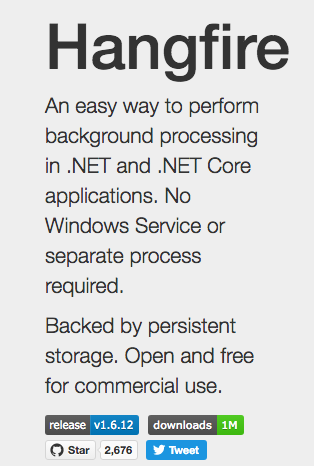 Hangfire
An easy way to perform
background processing
in .NET and .NET Core
applications. No
Windows Service or
separate process
required.
Backed by persistent
storage. Open and free
for commercial use.
release v1.6.12 downloads 1M
Star 2,676 Tweet